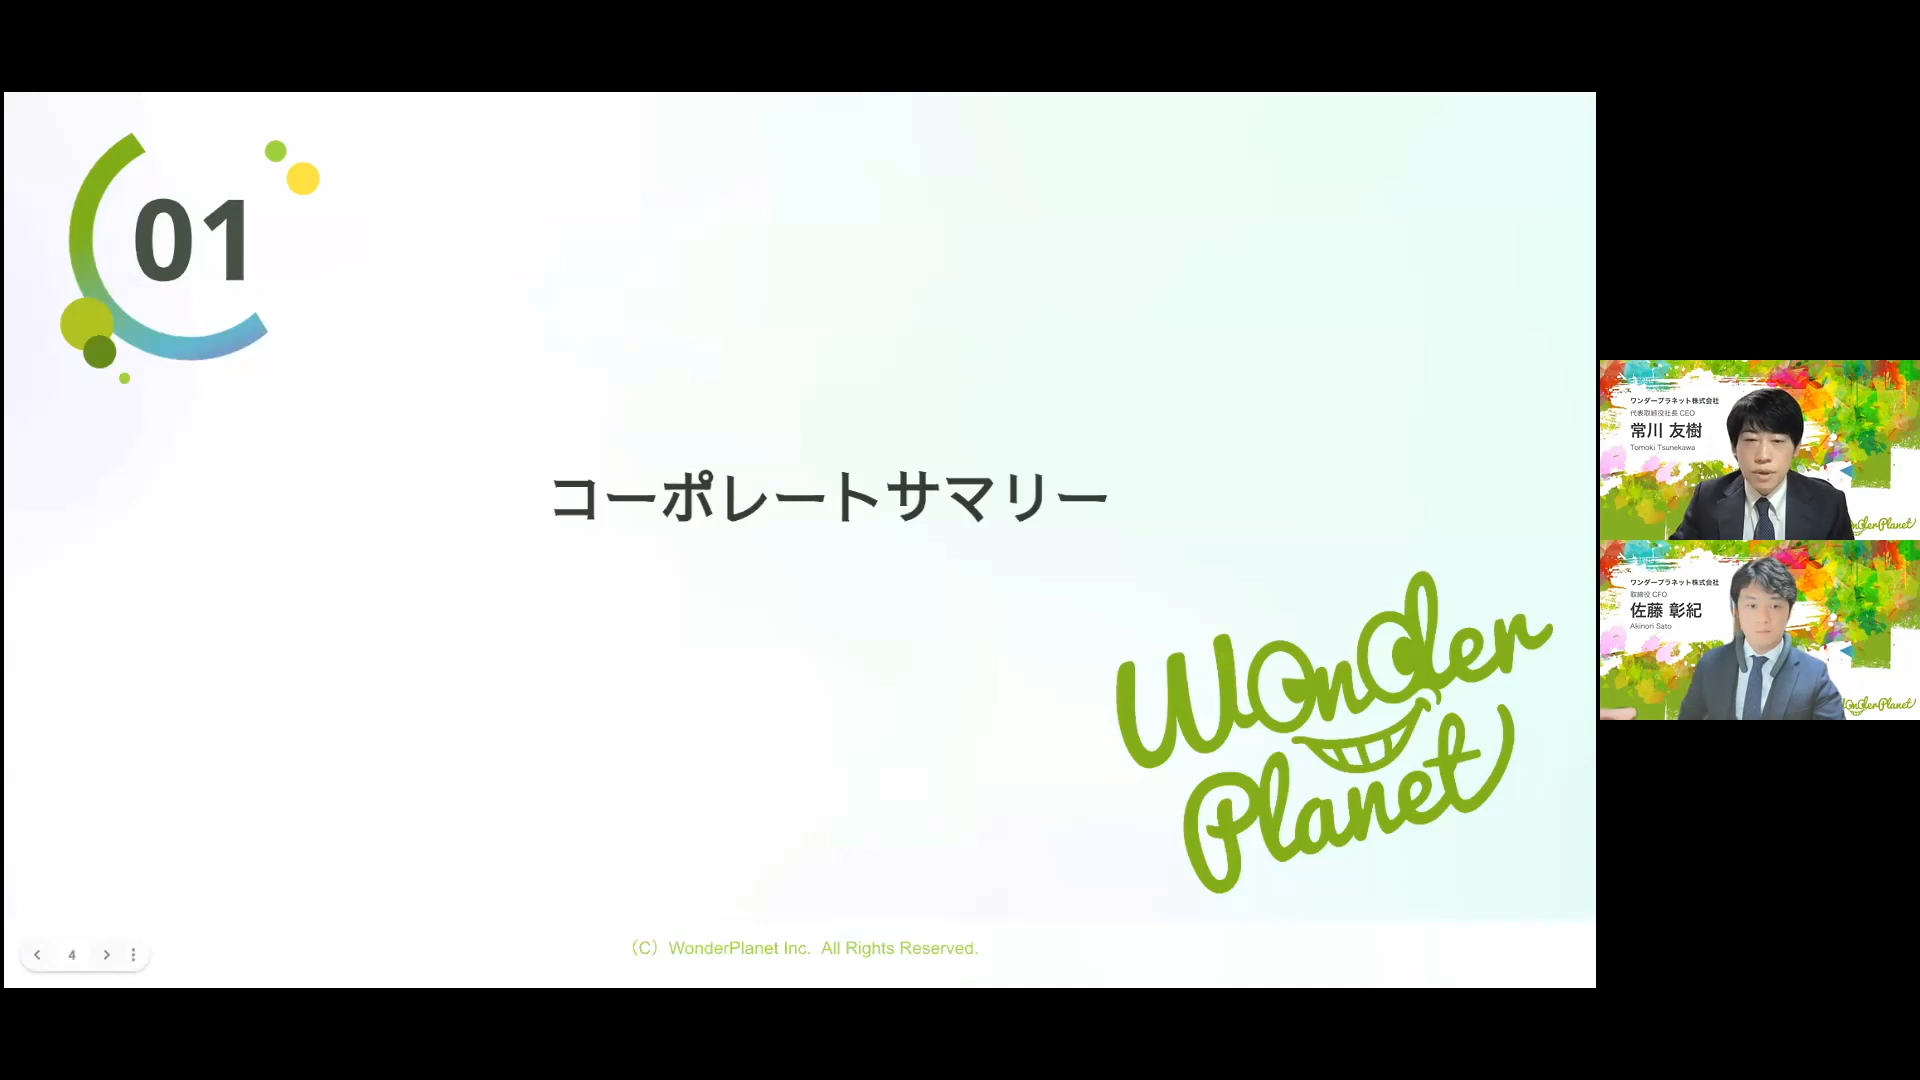 01
コーポレートサマリー
Wonder
Planet
（C）WonderPlanet Inc. All Rights Reserved.
4
ワンダープラネット株式会社
代表取締役社長 CEO
常川 友樹
Tomoki Tsunekawa
WonderPlanet
ワンダープラネット株式会社
取締役 CFO
佐藤 彰紀
Akinori Sato
WonderPlanet